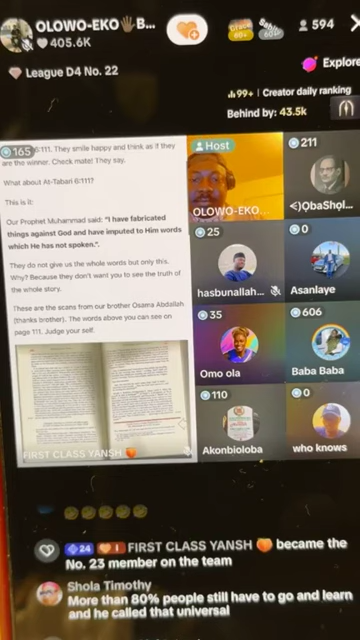 OLOWO-EKO🖐🏿B...
405.6K
Grace 60+
Bebix 60+
594
League D4 No. 22
Explore
99+ | Creator daily ranking
Behind by: 43.5k
165
6:111. They smile happy and think as if they
are the winner. Check mate! They say.
What about At-Tabari 6:111?
This is it:
Our Prophet Muhammad said: "I have fabricated
things against God and have imputed to Him words
which He has not spoken.".
They do not give us the whole words but only this.
Why? Because they don't want you to see the truth of
the whole story.
These are the scans from our brother Osama Abdallah
(thanks brother). The words above you can see on
page 111. Judge your self.
FIRST CLASS YANSH 🍑
Host
OLOWO-EKO...
211
<)ObaShol...
25
hasbunallah...
0
Asanlaye
35
Omo ola
606
Baba Baba
110
Akonbioloba
0
who knows
24 1 FIRST CLASS YANSH 🍑 became the
No. 23 member on the team
Shola Timothy
More than 80% people still have to go and learn
and he called that universal